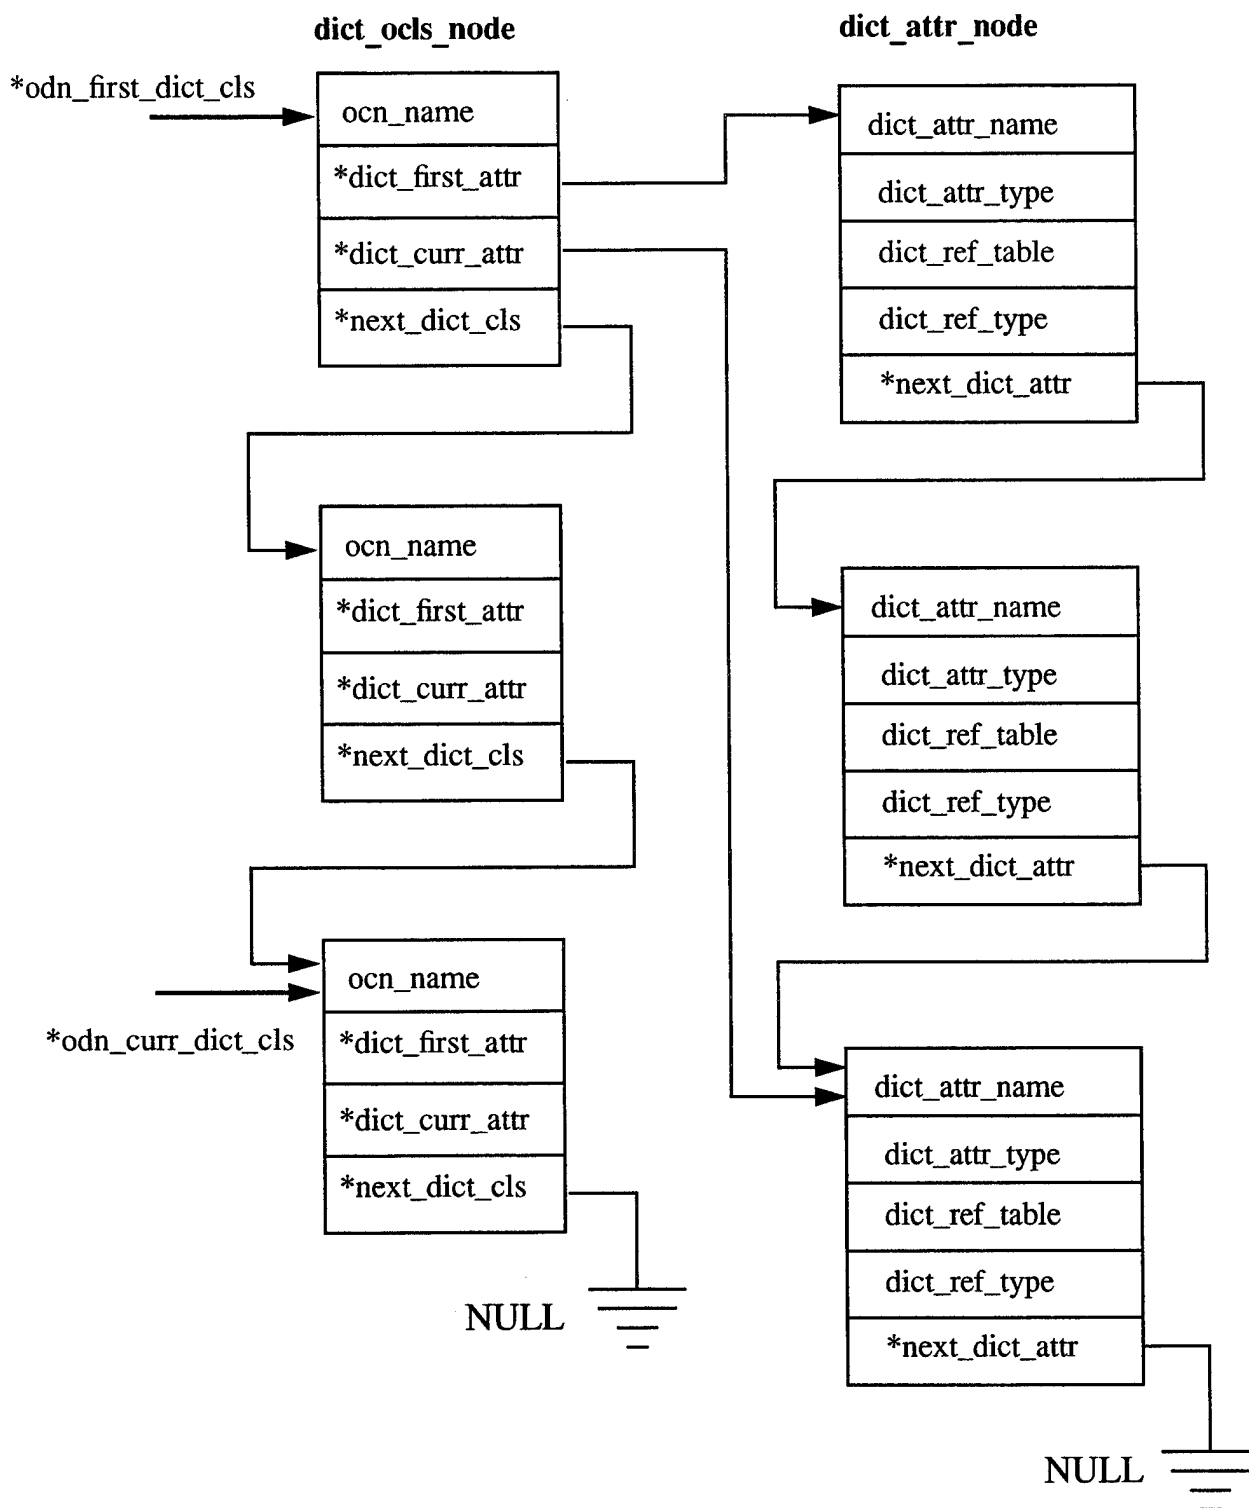 dict_ocls_node
*odn_first_dict_cls
ocn_name
*dict_first_attr
*dict_curr_attr
*next_dict_cls
ocn_name
*dict_first_attr
*dict_curr_attr
*next_dict_cls
ocn_name
*odn_curr_dict_cls
*dict_first_attr
*dict_curr_attr
*next_dict_cls
NULL
dict_attr_node
dict_attr_name
dict_attr_type
dict_ref_table
dict_ref_type
*next_dict_attr
dict_attr_name
dict_attr_type
dict_ref_table
dict_ref_type
*next_dict_attr
dict_attr_name
dict_attr_type
dict_ref_table
dict_ref_type
*next_dict_attr
NULL